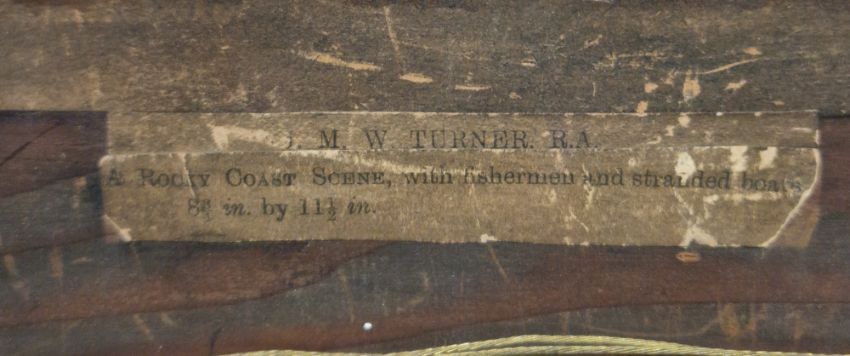 J. M. W. TURNER. R.A.
A ROCKY COAST SCENE, with fishermen and stranded boats
8¾ in. by 11½ in.